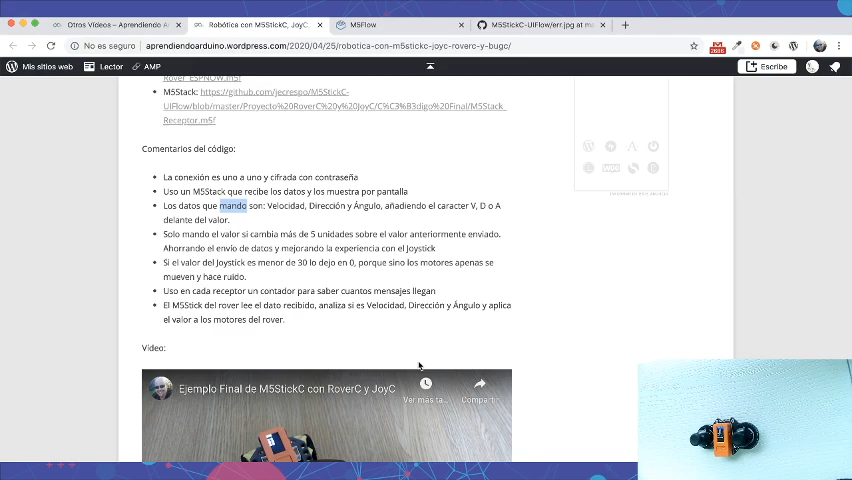 Otros Vídeos – Aprendiendo A
Robótica con M5StickC, JoyC,
M5Flow
M5StickC-UIFlow/err.jpg at ma
No es seguro
aprendiendoarduino.wordpress.com/2020/04/25/robotica-con-m5stickc-joyc-roverc-y-bugc/
Mis sitios web
Lector
AMP
Escribe
Rover_ESPNOW.m5f
M5Stack: https://github.com/jecrespo/M5StickC-
UIFlow/blob/master/Proyecto%20RoverC%20y%20JoyC/C%C3%B3digo%20Final/M5Stack_
Receptor.m5f
Comentarios del código:
La conexión es uno a uno y cifrada con contraseña
Uso un M5Stack que recibe los datos y los muestra por pantalla
Los datos que mando son: Velocidad, Dirección y Ángulo, añadiendo el caracter V, D o A
delante del valor.
Solo mando el valor si cambia más de 5 unidades sobre el valor anteriormente enviado.
Ahorrando el envío de datos y mejorando la experiencia con el Joystick
Si el valor del Joystick es menor de 30 lo dejo en 0, porque sino los motores apenas se
mueven y hace ruido.
Uso en cada receptor un contador para saber cuantos mensajes llegan
El M5Stick del rover lee el dato recibido, analiza si es Velocidad, Dirección y Ángulo y aplica
el valor a los motores del rover.
Vídeo:
Ejemplo Final de M5StickC con RoverC y JoyC
Ver más ta...
Compartir